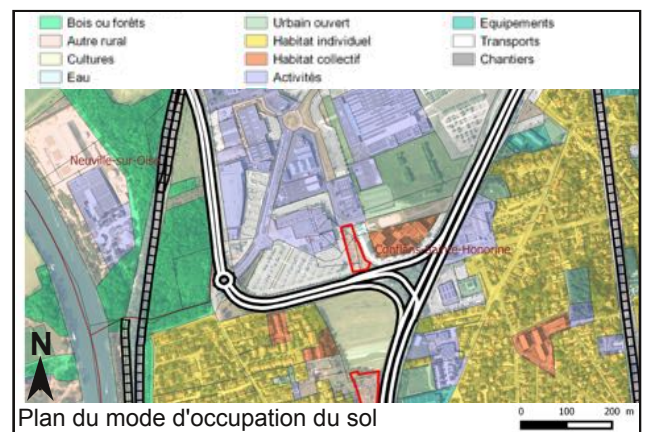 Bois ou forêts
Autre rural
Cultures
Eau
Urbain ouvert
Habitat individuel
Habitat collectif
Activités
Equipements
Transports
Chantiers
Neuville-sur-Oise
Conflans-Sainte-Honorine
N
Plan du mode d'occupation du sol
0 100 200 m